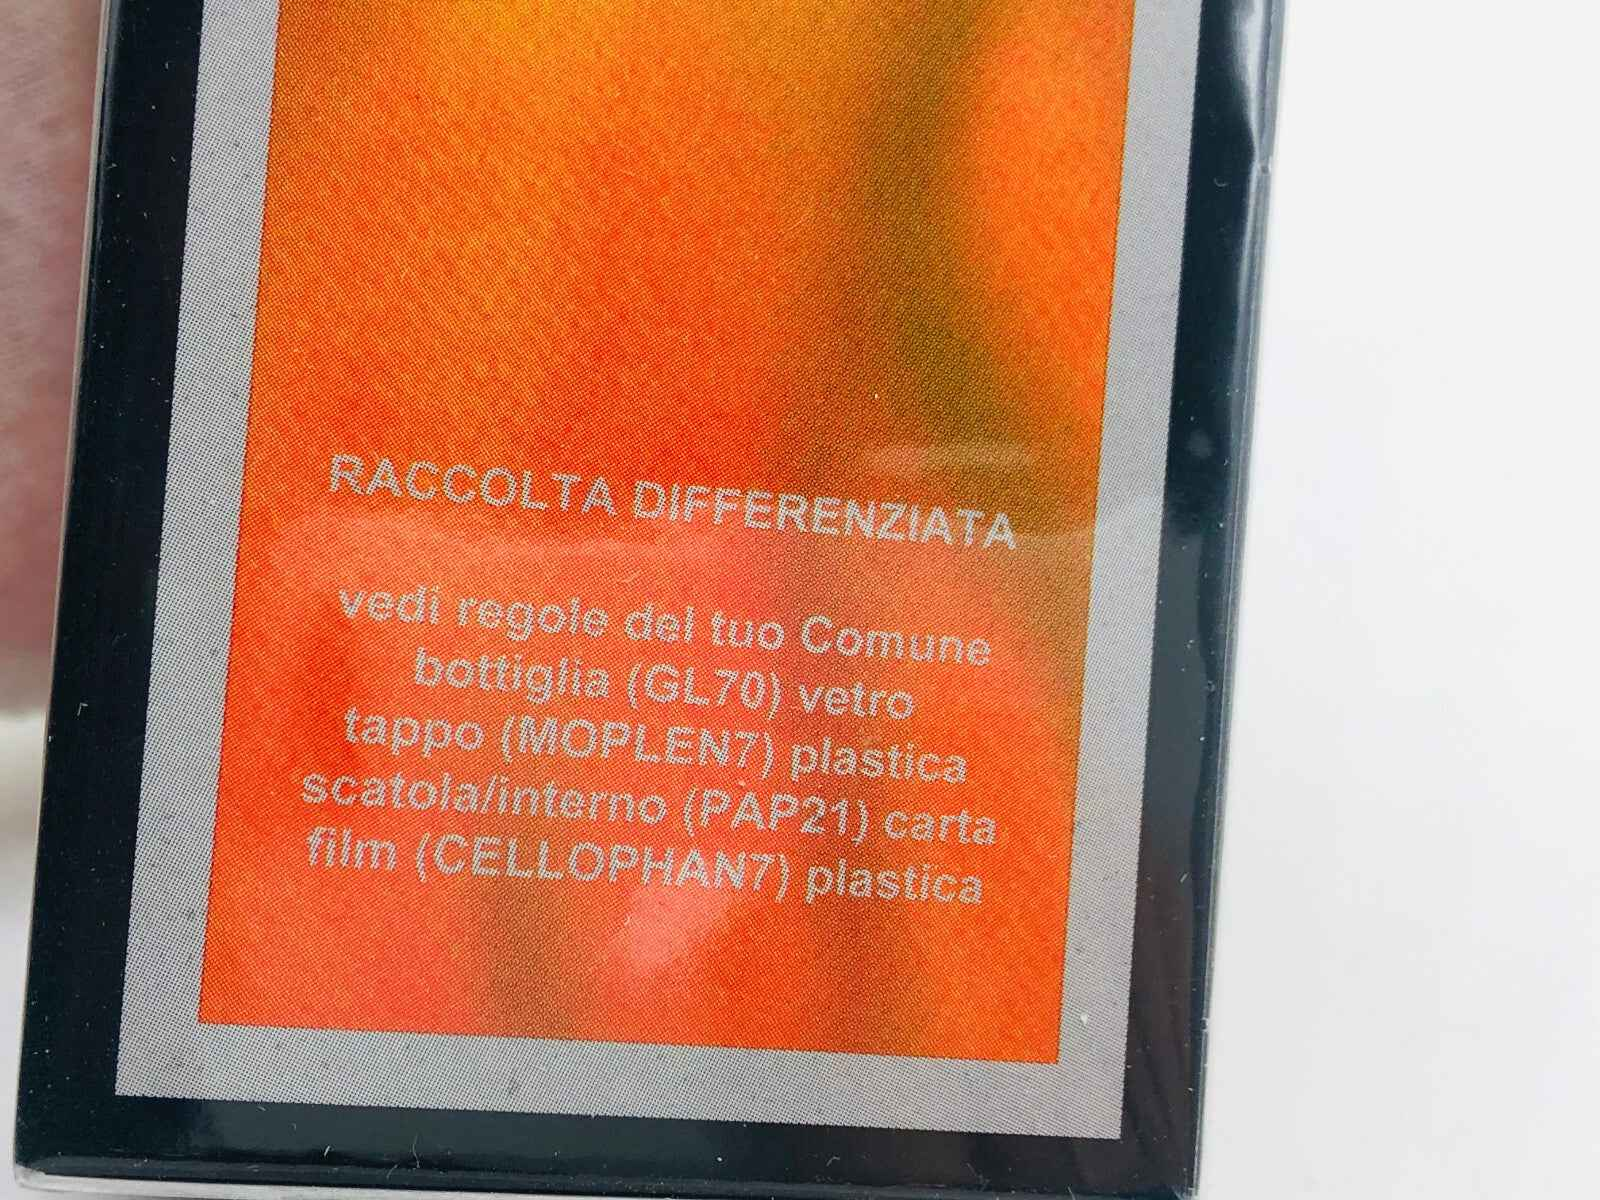 RACCOLTA DIFFERENZIATA
vedi regole del tuo Comune
bottiglia (GL70) vetro
tappo (MOPLEN7) plastica
scatola/interno (PAP21) carta
film (CELLOPHAN7) plastica